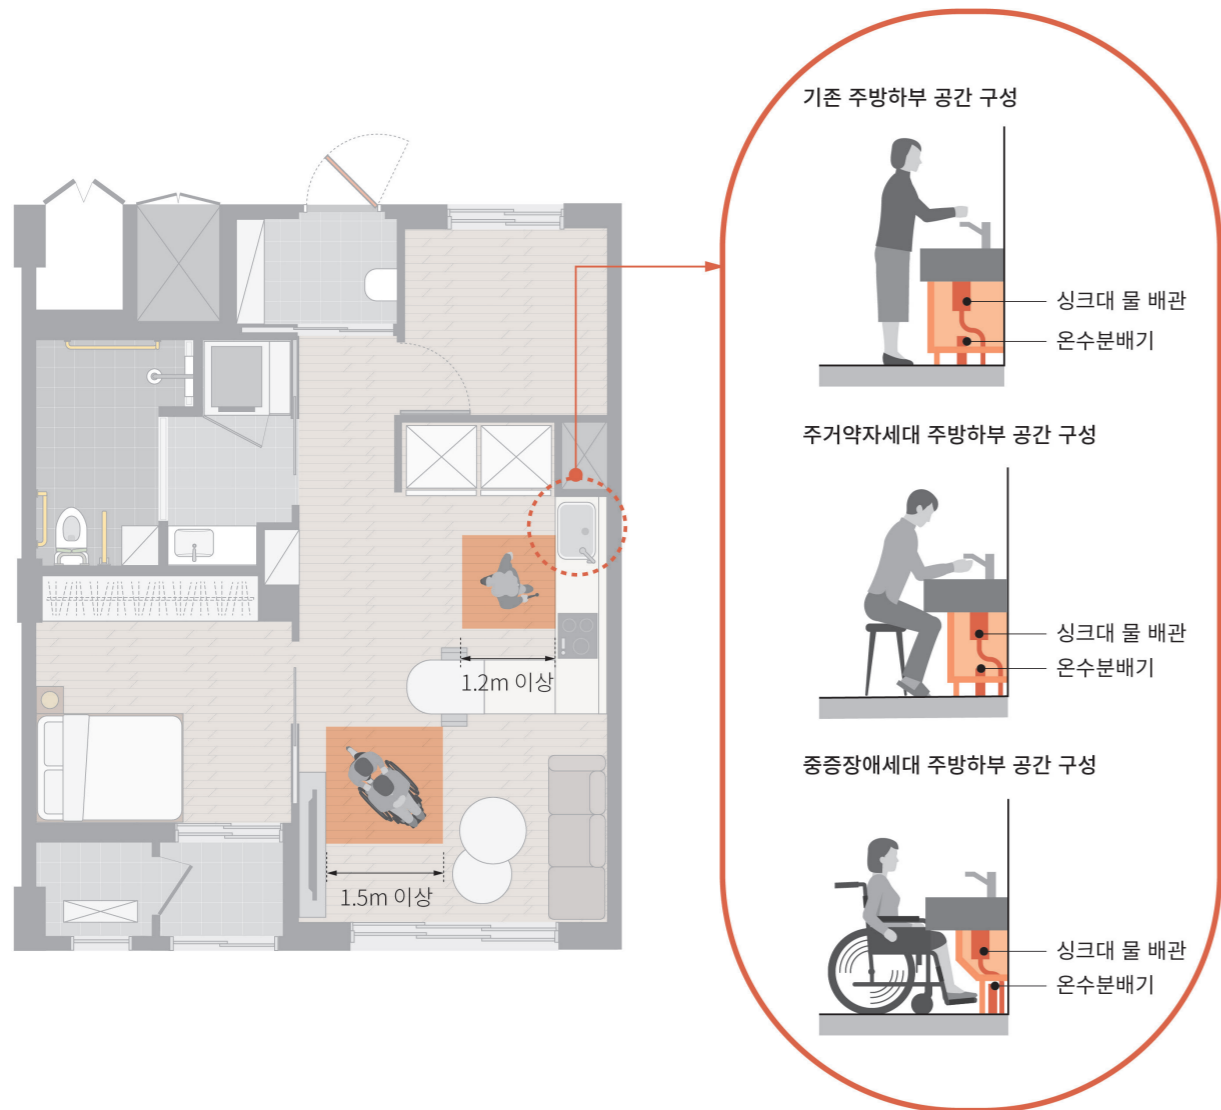 기존 주방하부 공간 구성
싱크대 물 배관
온수분배기
주거약자세대 주방하부 공간 구성
싱크대 물 배관
온수분배기
중증장애세대 주방하부 공간 구성
싱크대 물 배관
온수분배기
1.2m 이상
1.5m 이상